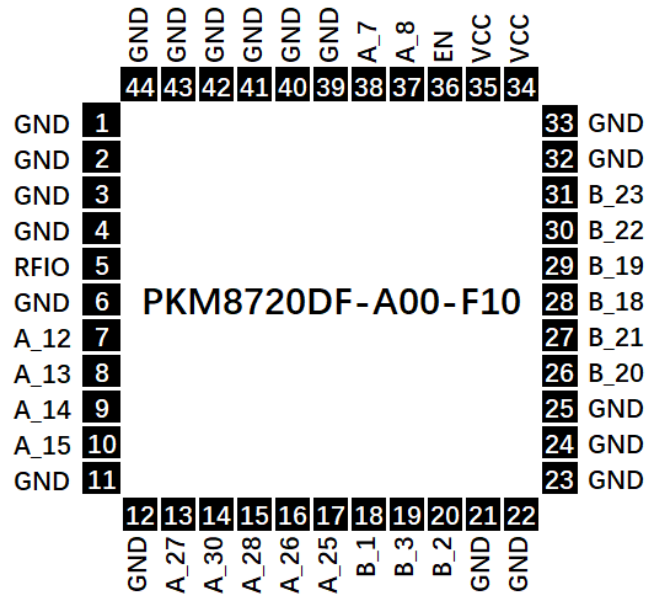 GND GND GND GND GND GND A_7 A_8 EN VCC VCC
44 43 42 41 40 39 38 37 36 35 34
GND 1 33 GND
GND 2 32 GND
GND 3 31 B_23
GND 4 30 B_22
RFIO 5 29 B_19
GND 6 PKM8720DF-A00-F10 28 B_18
A_12 7 27 B_21
A_13 8 26 B_20
A_14 9 25 GND
A_15 10 24 GND
GND 11 23 GND
12 13 14 15 16 17 18 19 20 21 22
GND A_27 A_30 A_28 A_26 A_25 B_1 B_3 B_2 GND GND